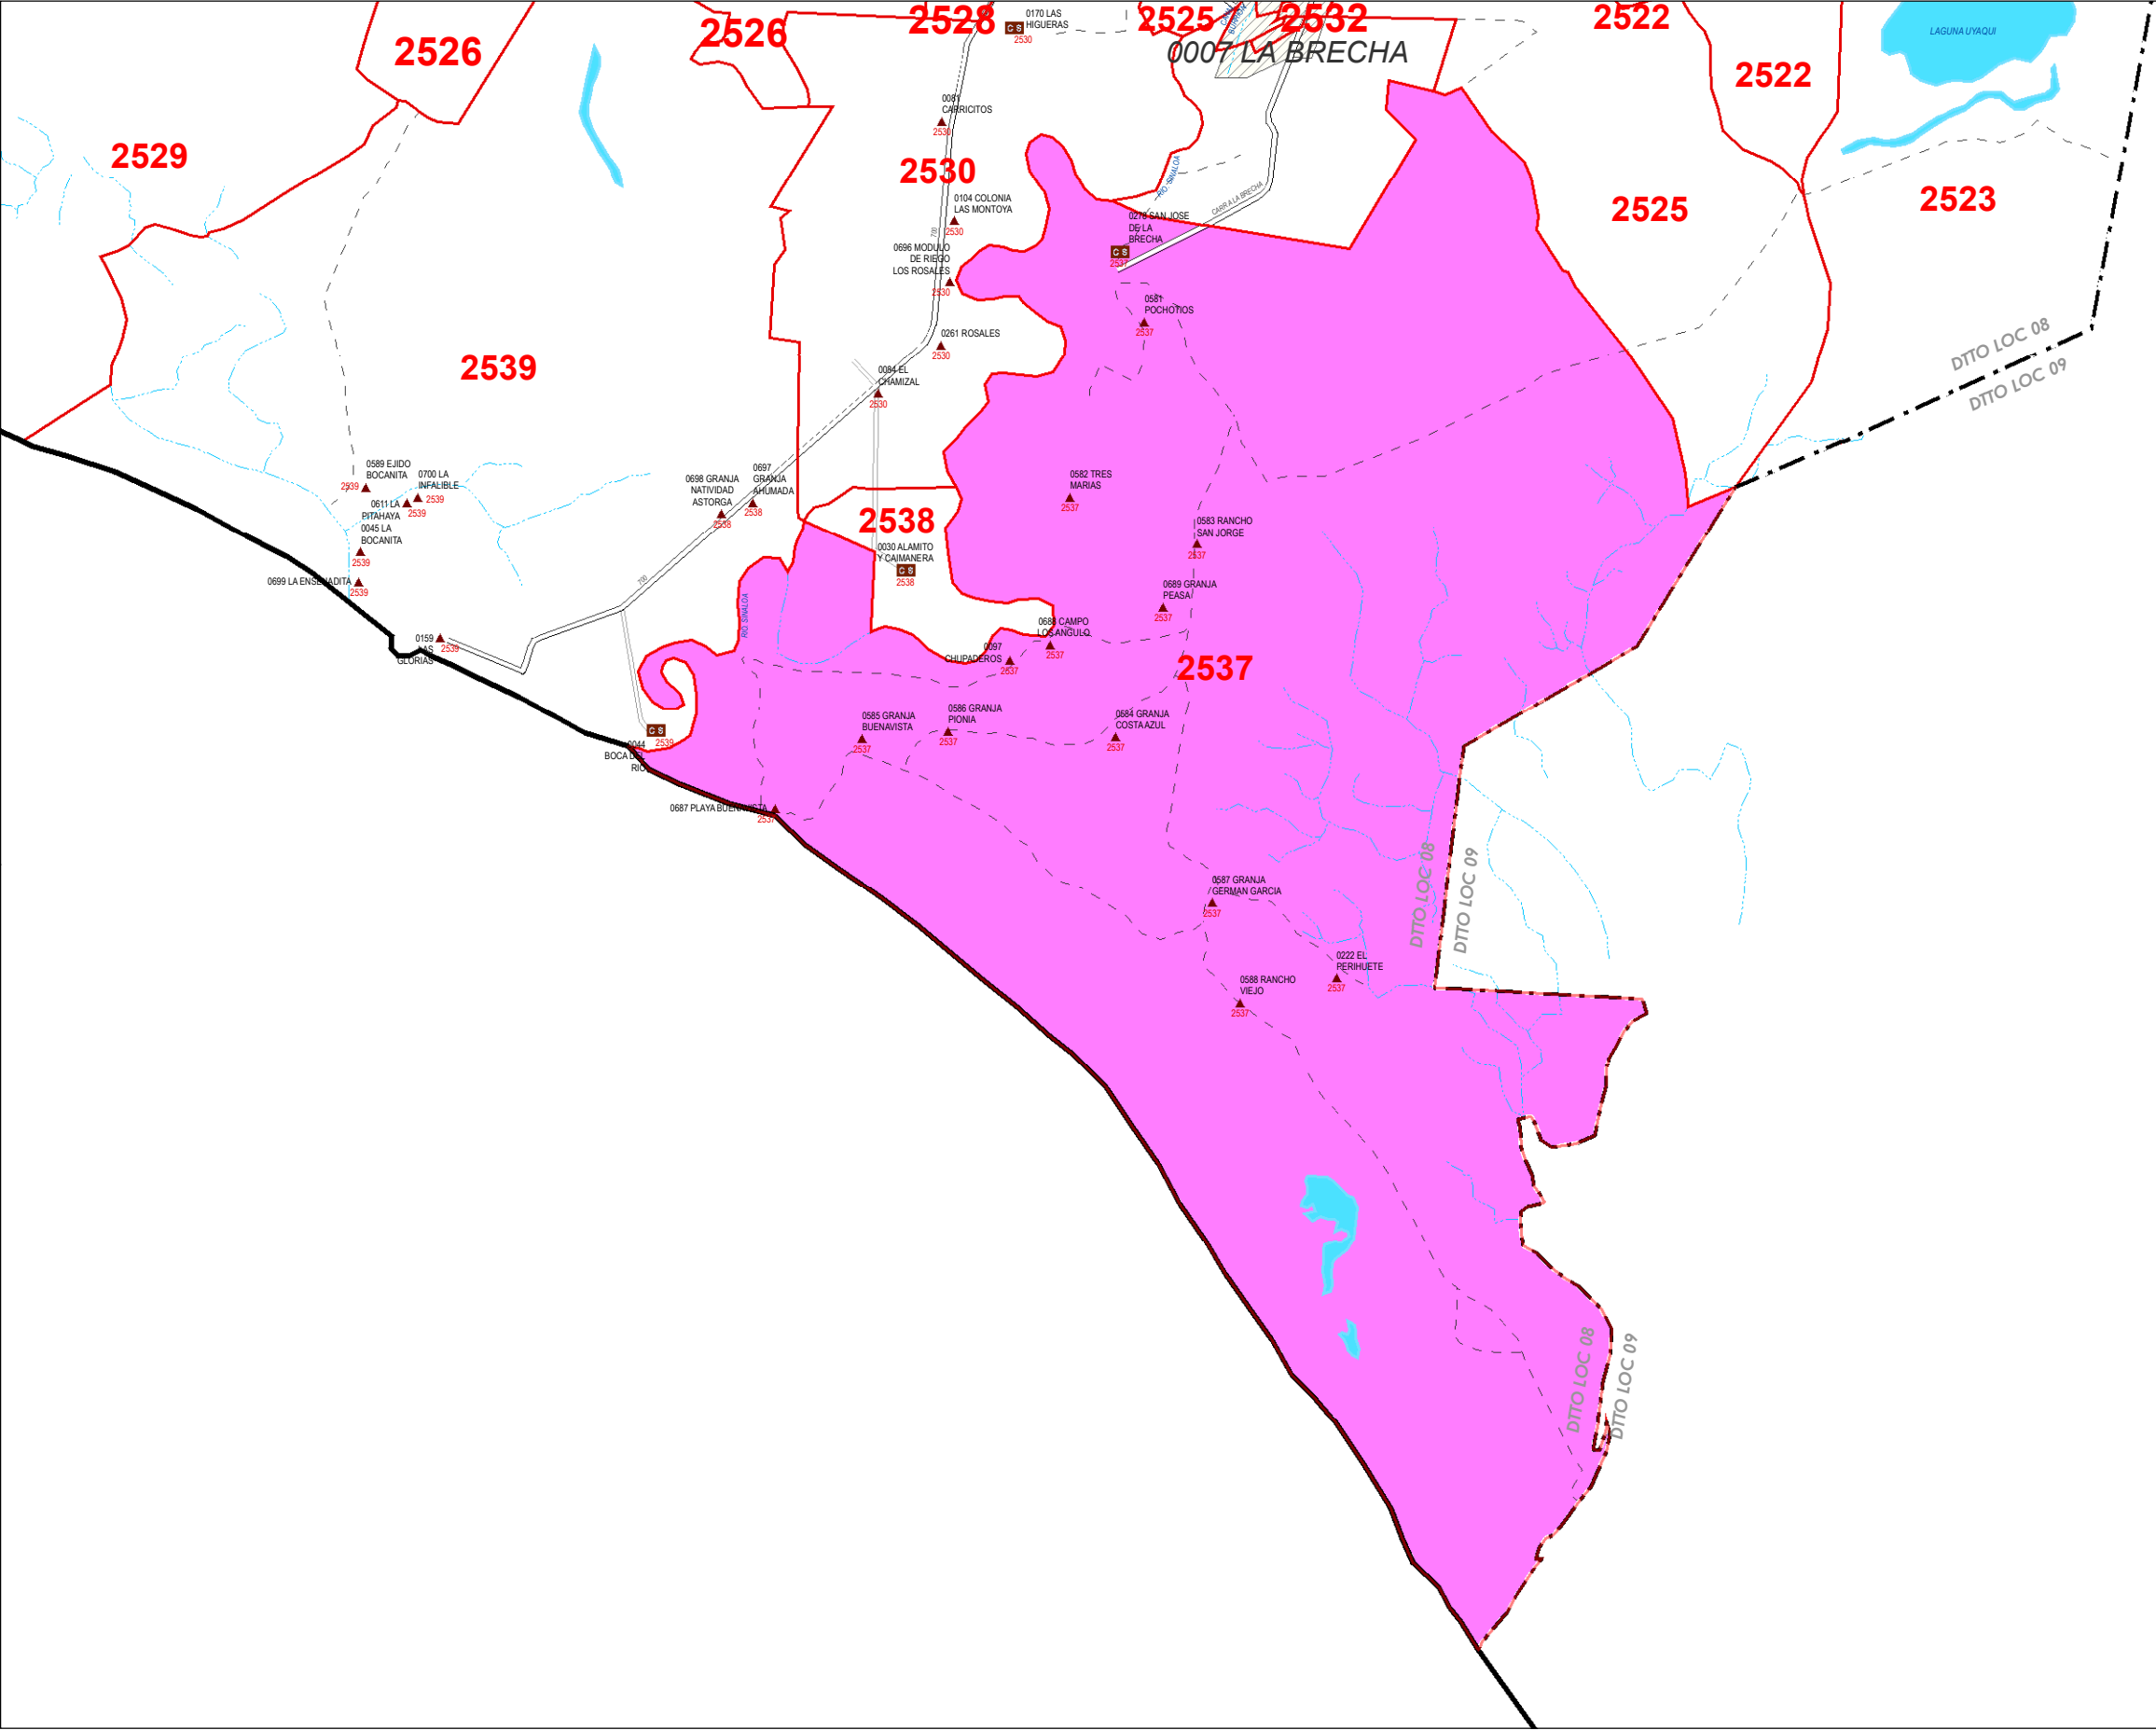 2526
2526
2528
0170 LAS
HIGUERAS
C S
2530
2525
2532
0007 LA BRECHA
2522
LAGUNA UYAQUI
2522
2529
0081
CARRICITOS
2530
2530
0104 COLONIA
LAS MONTOYA
2530
700
0696 MODULO
DE RIEGO
LOS ROSALES
2530
RIO. SINALOA
CARR A LA BRECHA
0278 SAN JOSE
DE LA
BRECHA
C S
2537
2525
2523
0581
POCHOTIOS
2537
0261 ROSALES
2530
DTTO LOC 08
DTTO LOC 09
2539
0084 EL
CHAMIZAL
2530
0589 EJIDO
BOCANITA
2539
0700 LA
INFALIBLE
2539
0611 LA
PITAHAYA
2539
0045 LA
BOCANITA
2539
0699 LA ENSENADITA
2539
0698 GRANJA
NATIVIDAD
ASTORGA
2538
0697
GRANJA
AHUMADA
2538
2538
0030 ALAMITO
Y CAIMANERA
C S
2538
0582 TRES
MARIAS
2537
0583 RANCHO
SAN JORGE
2537
0689 GRANJA
PEASA
2537
700
RIO. SINALOA
0159
LAS
GLORIAS
2539
0688 CAMPO
LOS ANGULO
2537
0097
CHUPADEROS
2537
2537
0044
BOCA DEL
RIO
C S
2539
0585 GRANJA
BUENAVISTA
2537
0586 GRANJA
PIONIA
2537
0684 GRANJA
COSTA AZUL
2537
0687 PLAYA BUENAVISTA
2537
0587 GRANJA
GERMAN GARCIA
2537
DTTO LOC 08
DTTO LOC 09
0222 EL
PERIHUETE
2537
0588 RANCHO
VIEJO
2537
DTTO LOC 08
DTTO LOC 09